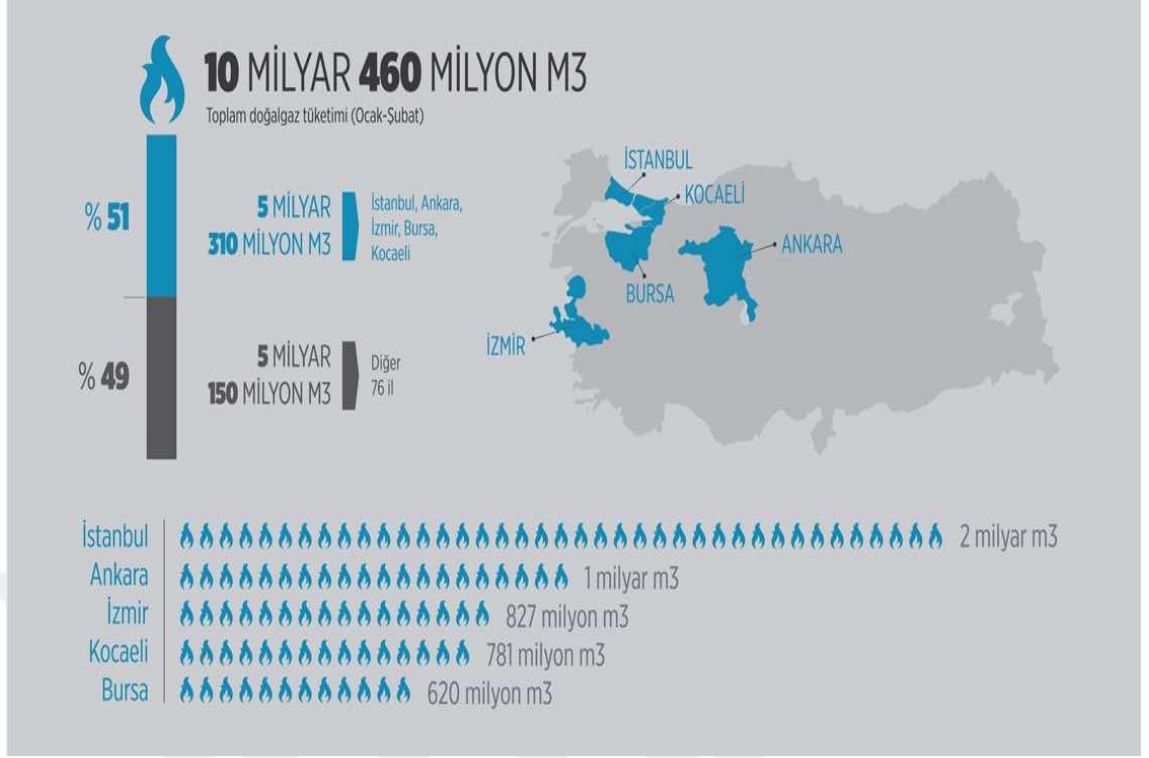 10 MİLYAR 460 MİLYON M3
Toplam doğalgaz tüketimi (Ocak-Şubat)
% 51
5 MİLYAR
310 MİLYON M3
İstanbul, Ankara,
İzmir, Bursa,
Kocaeli
% 49
5 MİLYAR
150 MİLYON M3
Diğer
76 il
İSTANBUL
KOCAELİ
ANKARA
BURSA
İZMİR
İstanbul 2 milyar m3
Ankara 1 milyar m3
İzmir 827 milyon m3
Kocaeli 781 milyon m3
Bursa 620 milyon m3